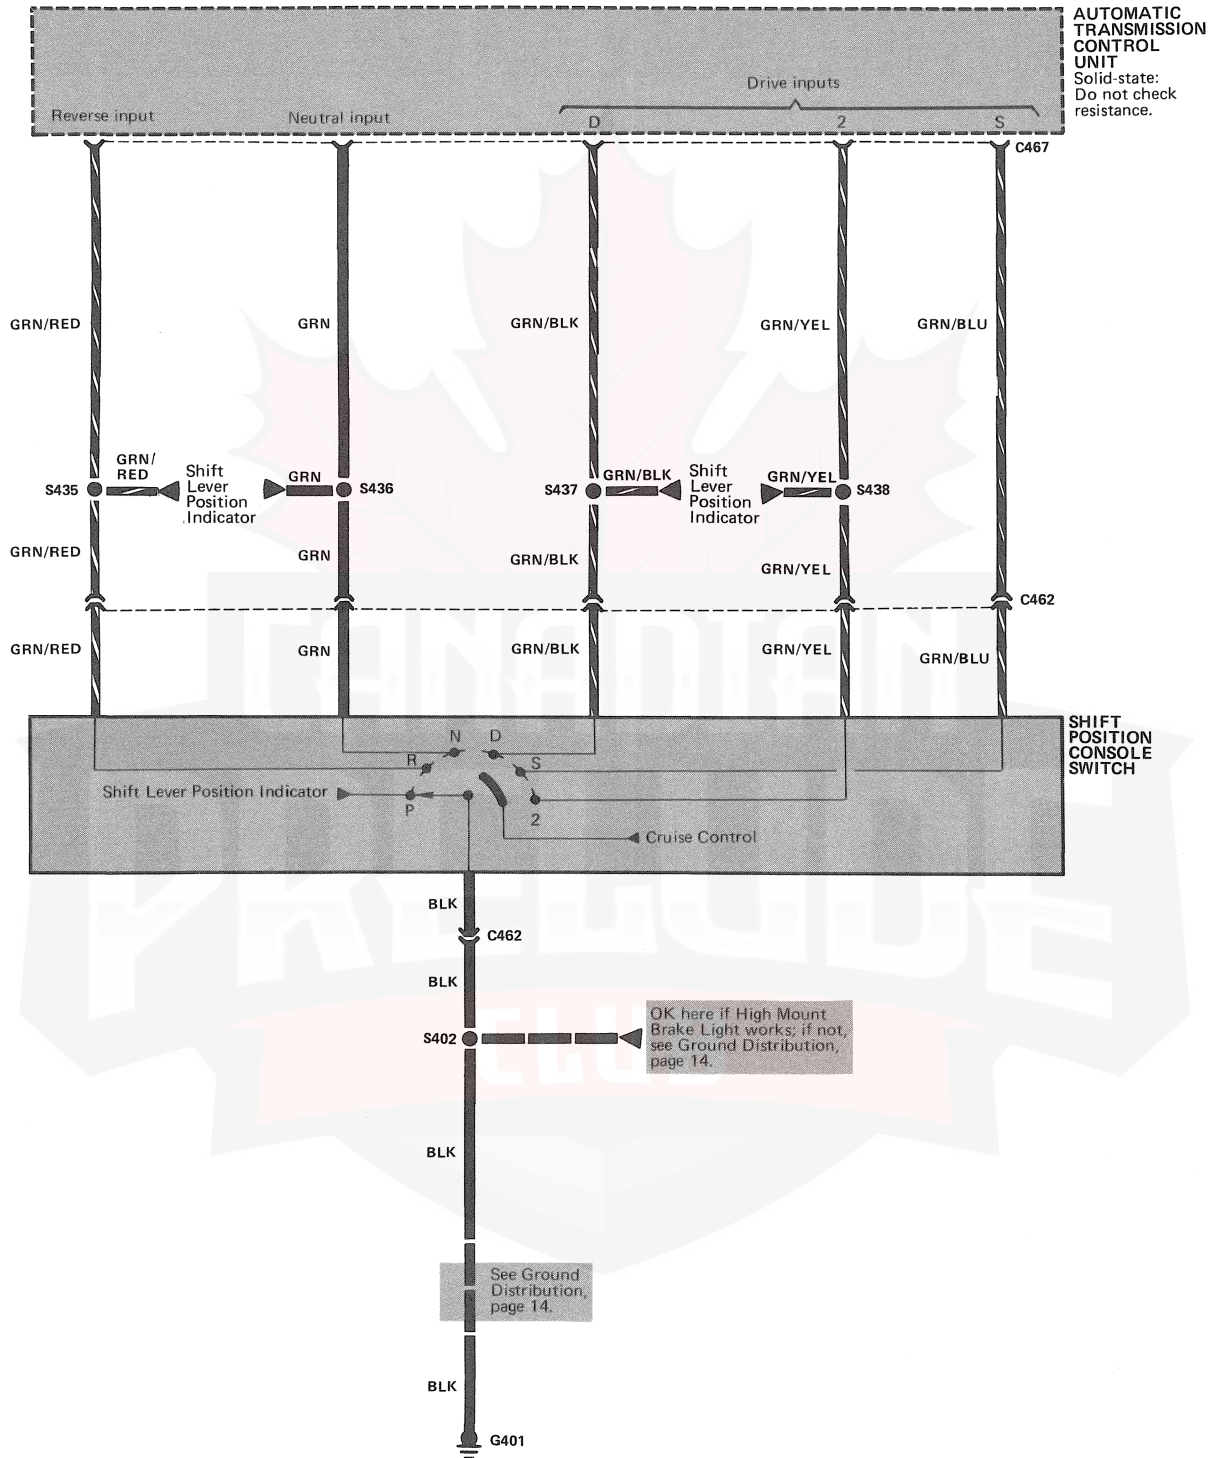 AUTOMATIC
TRANSMISSION
CONTROL
UNIT
Solid-state:
Do not check
resistance.
Drive inputs
Reverse input
Neutral input
D
2
S
C467
GRN/RED
GRN
GRN/BLK
GRN/YEL
GRN/BLU
S435
GRN/
RED
Shift
Lever
Position
Indicator
GRN
S436
S437
GRN/BLK
Shift
Lever
Position
Indicator
GRN/YEL
S438
GRN/RED
GRN
GRN/BLK
GRN/YEL
C462
GRN/RED
GRN
GRN/BLK
GRN/YEL
GRN/BLU
CANADIAN
PRELUDE
CLUB
SHIFT
POSITION
CONSOLE
SWITCH
N
D
R
S
Shift Lever Position Indicator
P
2
Cruise Control
BLK
C462
BLK
S402
OK here if High Mount
Brake Light works; if not,
see Ground Distribution,
page 14.
BLK
See Ground
Distribution,
page 14.
BLK
G401